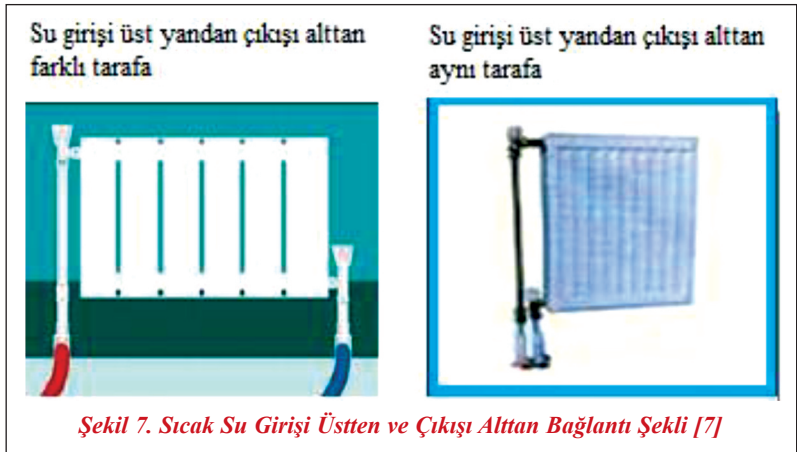 Su girişi üst yandan çıkışı alttan
farklı tarafa
Su girişi üst yandan çıkışı alttan
aynı tarafa
Şekil 7. Sıcak Su Girişi Üstten ve Çıkışı Alttan Bağlantı Şekli [7]